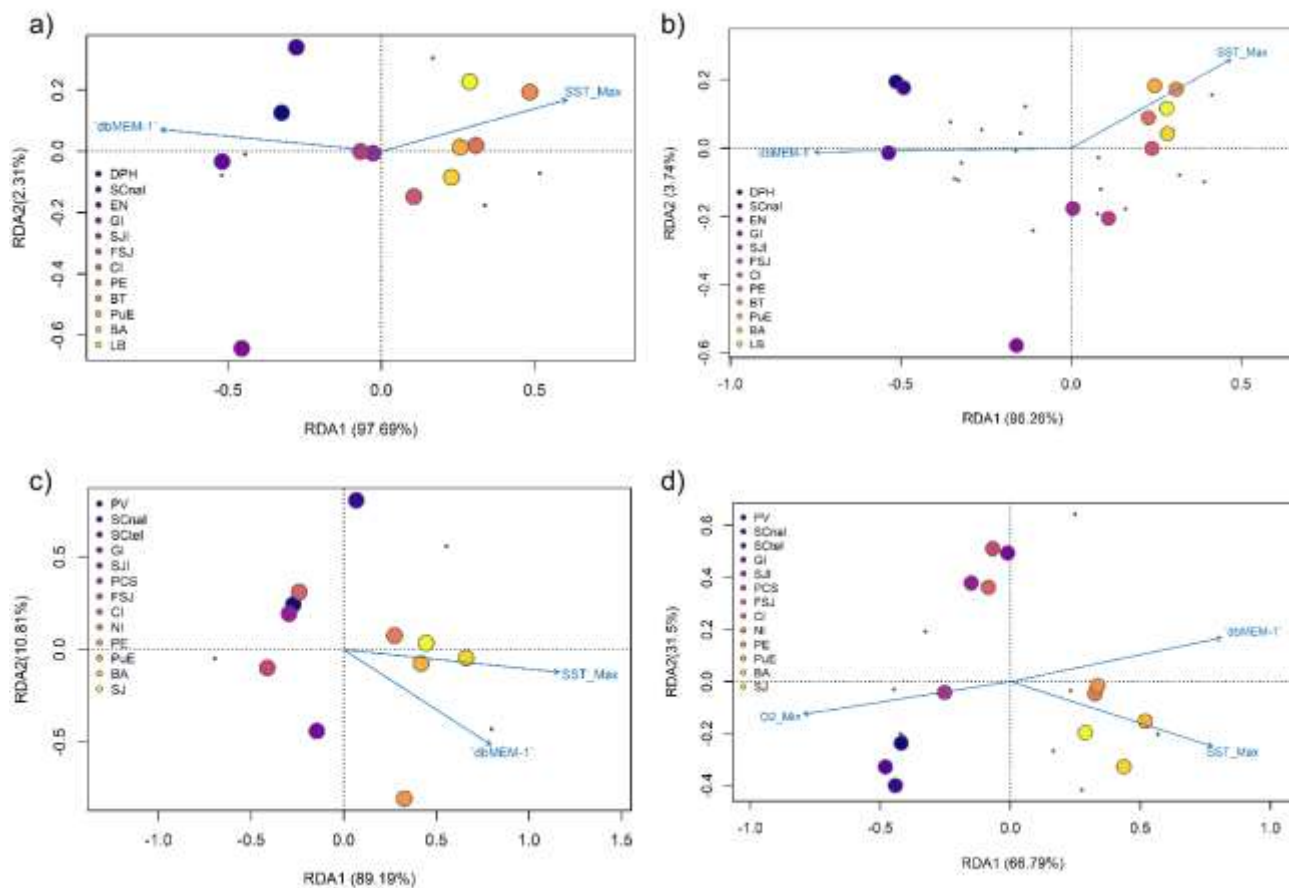 a)
RDA2(2.31%)
0.2
0.0
-0.2
-0.4
-0.6
`dbMEM-1`
SST_Max
DPH
SCnal
EN
GI
SJI
FSJ
CI
PE
BT
PuE
BA
LB
-0.5
0.0
0.5
RDA1 (97.69%)
b)
RDA2 (3.74%)
0.2
0.0
-0.2
-0.4
-0.6
`dbMEM-1`
SST_Max
DPH
SCnal
EN
GI
SJI
FSJ
CI
PE
BT
PuE
BA
LB
-1.0
-0.5
0.0
0.5
RDA1 (96.26%)
c)
RDA2(10.81%)
0.5
0.0
-0.5
SST_Max
`dbMEM-1`
PV
SCnal
SCtel
GI
SJI
PCS
FSJ
CI
NI
PE
PuE
BA
SJ
-1.0
-0.5
0.0
0.5
1.0
1.5
RDA1 (89.19%)
d)
RDA2(31.5%)
0.6
0.4
0.2
0.0
-0.2
-0.4
`dbMEM-1`
O2_Min
SST_Max
PV
SCnal
SCtel
GI
SJI
PCS
FSJ
CI
NI
PE
PuE
BA
SJ
-1.0
-0.5
0.0
0.5
1.0
RDA1 (66.79%)